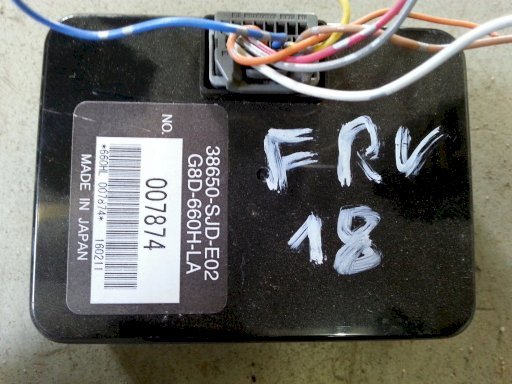 38650-SJD-E02
G8D-660H-LA
NO.
007874
*660HL 007874* 160211
MADE IN JAPAN
FRV
18